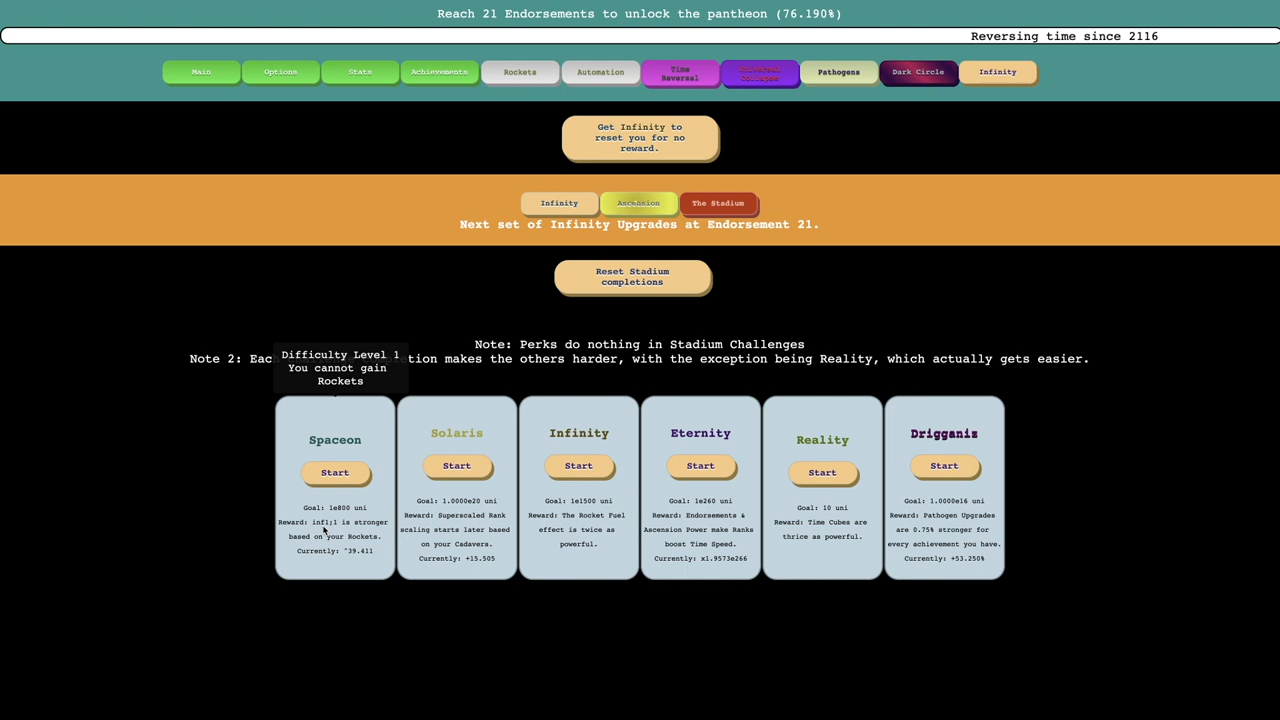 Reach 21 Endorsements to unlock the pantheon (76.190%)
Reversing time since 2116
Main
Options
Stats
Achievements
Rockets
Automation
Time
Reversal
Universal
Collapse
Pathogens
Dark Circle
Infinity
Get Infinity to
reset you for no
reward.
Infinity
Ascension
The Stadium
Next set of Infinity Upgrades at Endorsement 21.
Reset Stadium
completions
Note: Perks do nothing in Stadium Challenges
Note 2: Each completion makes the others harder, with the exception being Reality, which actually gets easier.
Difficulty Level 1
You cannot gain
Rockets
Spaceon
Start
Goal: 1e800 uni
Reward: inf1;1 is stronger
based on your Rockets.
Currently: ^39.411
Solaris
Start
Goal: 1.0000e20 uni
Reward: Superscaled Rank
scaling starts later based
on your Cadavers.
Currently: +15.505
Infinity
Start
Goal: 1e1500 uni
Reward: The Rocket Fuel
effect is twice as
powerful.
Eternity
Start
Goal: 1e260 uni
Reward: Endorsements &
Ascension Power make Ranks
boost Time Speed.
Currently: x1.9573e266
Reality
Start
Goal: 10 uni
Reward: Time Cubes are
thrice as powerful.
Drigganiz
Start
Goal: 1.0000e16 uni
Reward: Pathogen Upgrades
are 0.75% stronger for
every achievement you have.
Currently: +53.250%